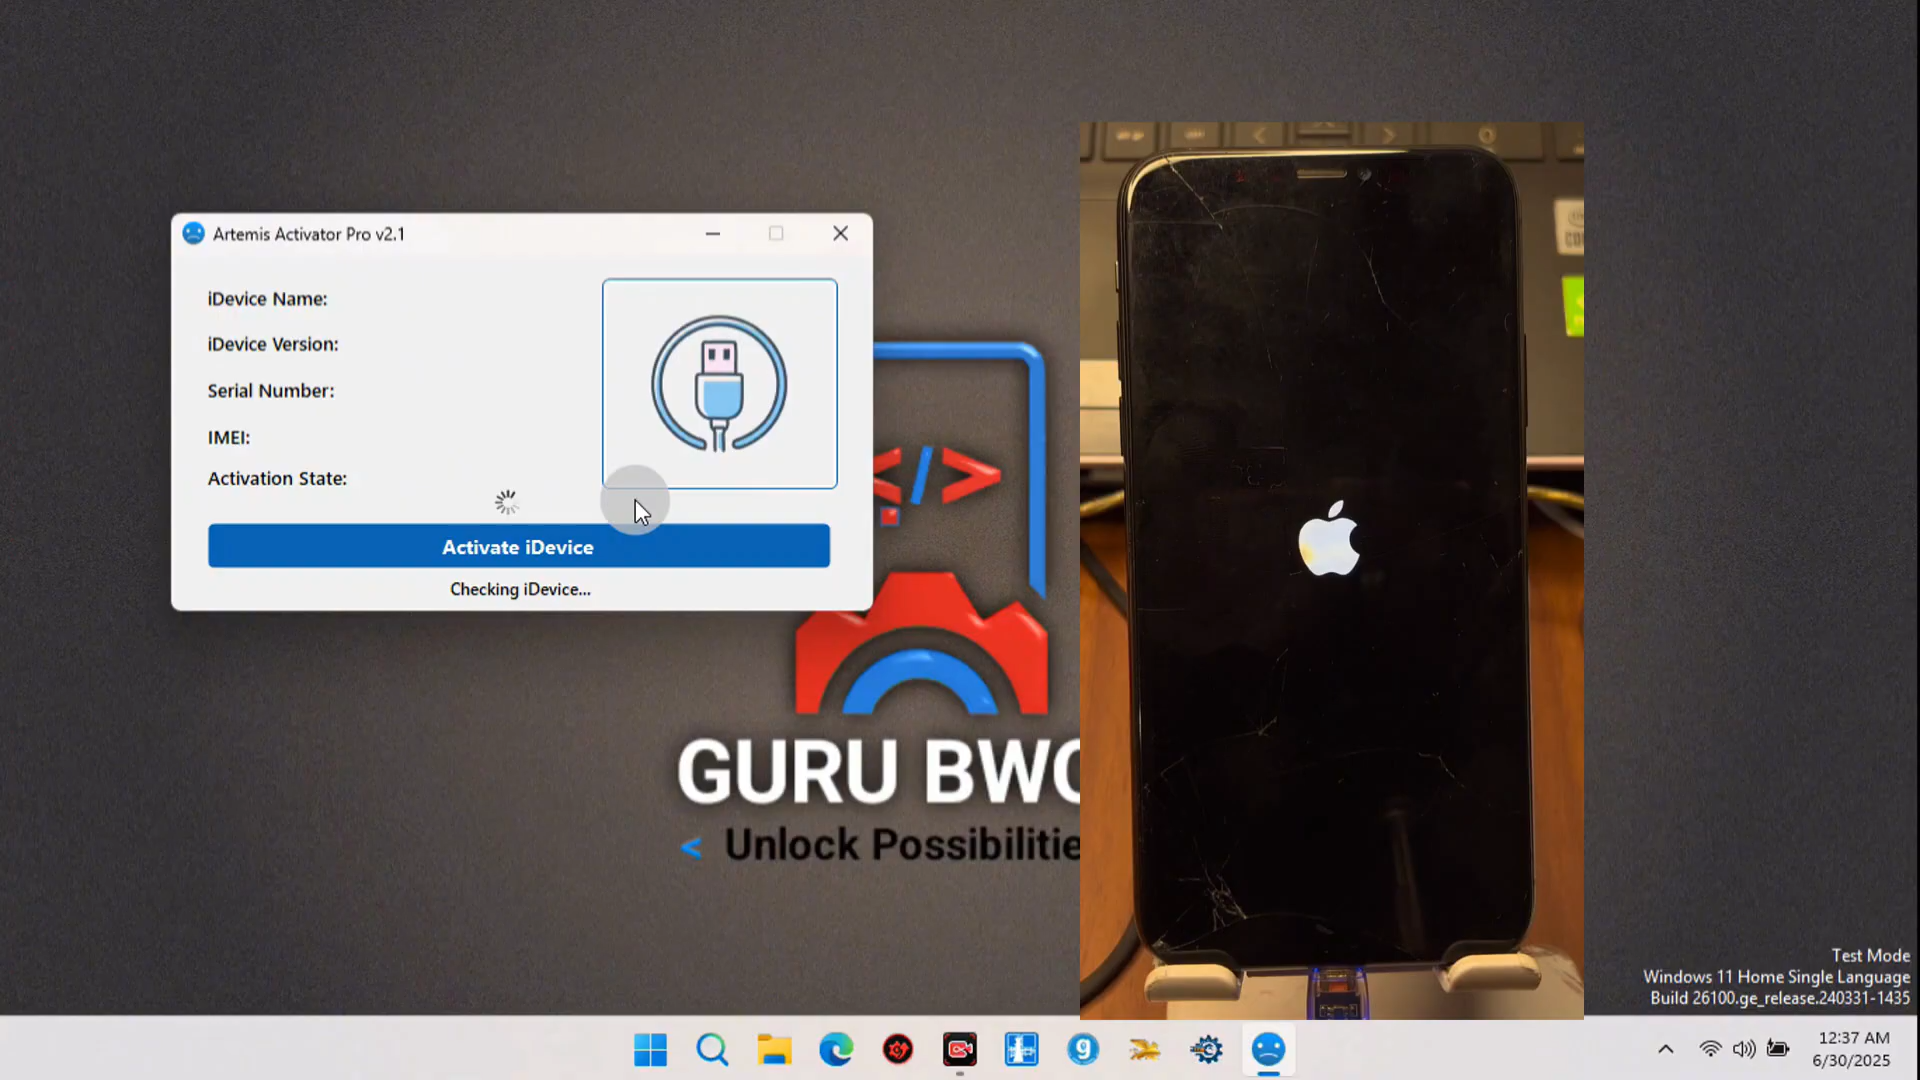 Artemis Activator Pro v2.1
iDevice Name:
iDevice Version:
Serial Number:
IMEI:
Activation State:
Activate iDevice
Checking iDevice...
</>
GURU BWO
< Unlock Possibilitie
Test Mode
Windows 11 Home Single Language
Build 26100.ge_release.240331-1435
12:37 AM
6/30/2025